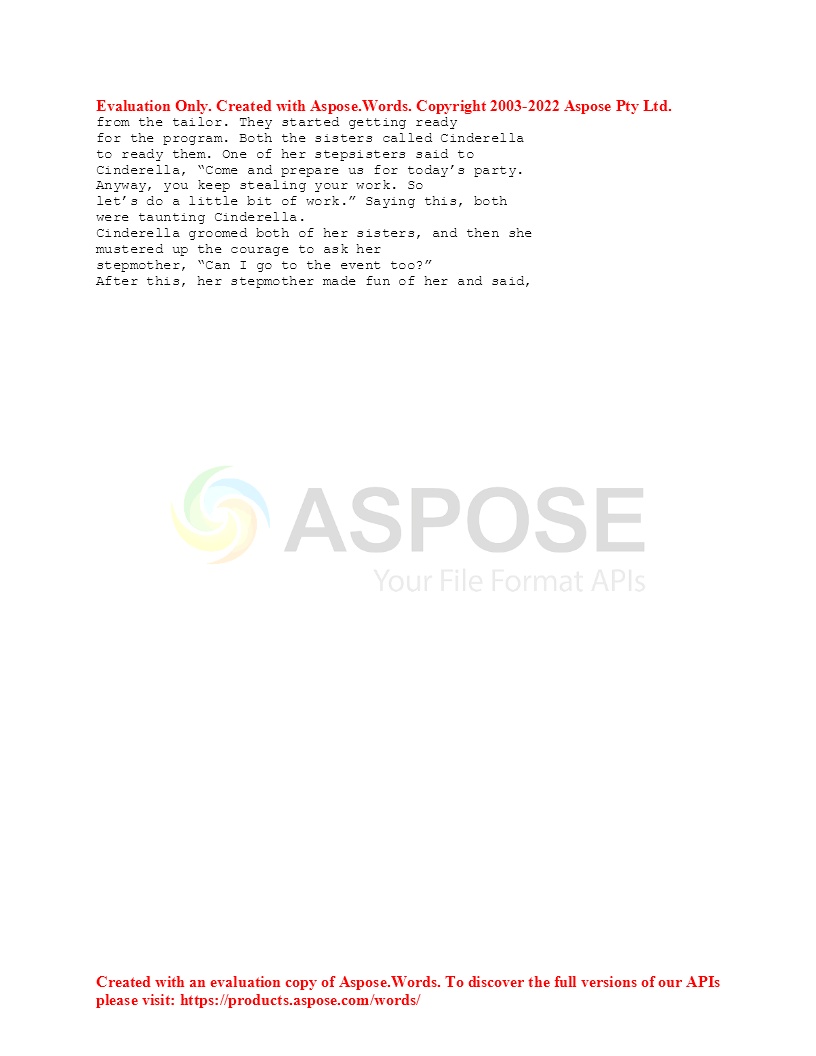 Evaluation Only. Created with Aspose.Words. Copyright 2003-2022 Aspose Pty Ltd.
from the tailor. They started getting ready
for the program. Both the sisters called Cinderella
to ready them. One of her stepsisters said to
Cinderella, “Come and prepare us for today’s party.
Anyway, you keep stealing your work. So
let’s do a little bit of work.” Saying this, both
were taunting Cinderella.
Cinderella groomed both of her sisters, and then she
mustered up the courage to ask her
stepmother, “Can I go to the event too?”
After this, her stepmother made fun of her and said,
ASPOSE
Your File Format APIs
Created with an evaluation copy of Aspose.Words. To discover the full versions of our APIs
please visit: https://products.aspose.com/words/